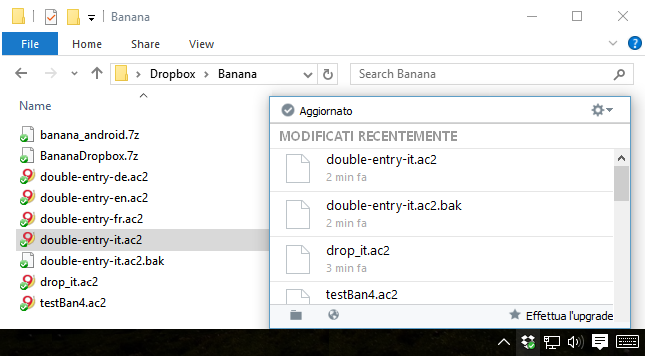 Banana
File
Home
Share
View
Dropbox
Banana
Search Banana
Name
banana_android.7z
BananaDropbox.7z
double-entry-de.ac2
double-entry-en.ac2
double-entry-fr.ac2
double-entry-it.ac2
double-entry-it.ac2.bak
drop_it.ac2
testBan4.ac2
Aggiornato
MODIFICATI RECENTEMENTE
double-entry-it.ac2
2 min fa
double-entry-it.ac2.bak
2 min fa
drop_it.ac2
3 min fa
testBan4.ac2
Effettua l'upgrade